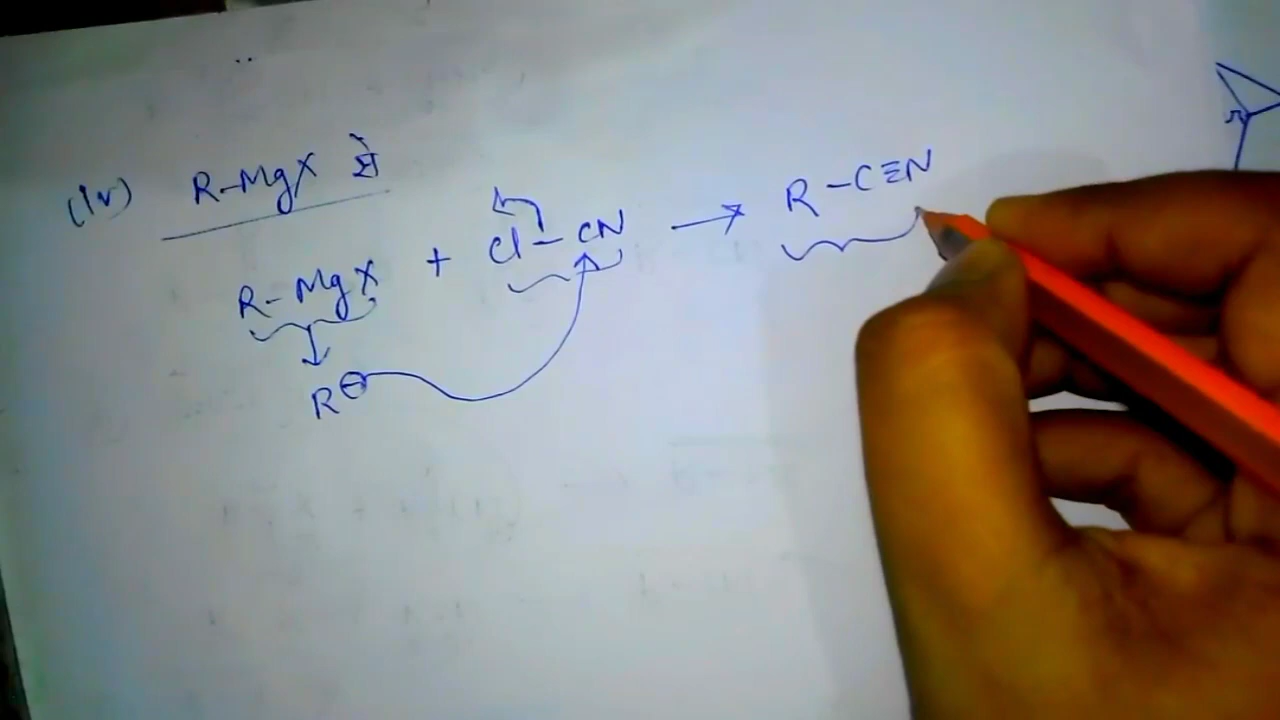 (iv) R-MgX से
R-MgX + Cl-CN → R-C≡N
R⊖